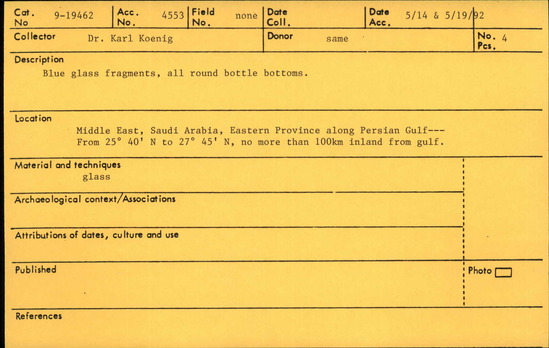 Cat. No 9-19462 Acc. No. 4553 Field No. none Date Coll. Date Acc. 5/14 & 5/19/92
Collector Dr. Karl Koenig Donor same No. Pcs. 4
Description
Blue glass fragments, all round bottle bottoms.
Location
Middle East, Saudi Arabia, Eastern Province along Persian Gulf---
From 25° 40' N to 27° 45' N, no more than 100km inland from gulf.
Material and techniques
glass
Archaeological context/Associations
Attributions of dates, culture and use
Published Photo
References